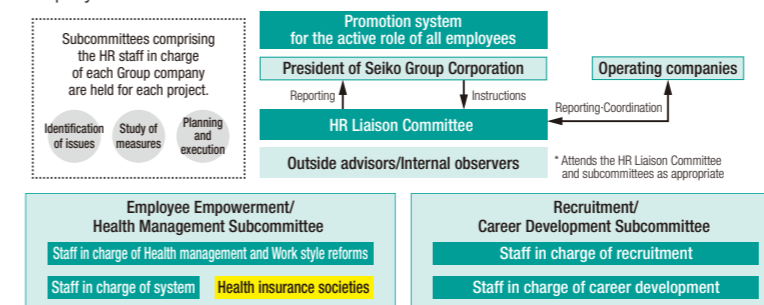 Subcommittees comprising
the HR staff in charge
of each Group company
are held for each project.
Identification
of issues
Study of
measures
Planning
and
execution
Promotion system
for the active role of all employees
President of Seiko Group Corporation
Operating companies
Reporting
Instructions
Reporting·Coordination
HR Liaison Committee
Outside advisors/Internal observers
* Attends the HR Liaison Committee
and subcommittees as appropriate
Employee Empowerment/
Health Management Subcommittee
Staff in charge of Health management and Work style reforms
Staff in charge of system
Health insurance societies
Recruitment/
Career Development Subcommittee
Staff in charge of recruitment
Staff in charge of career development